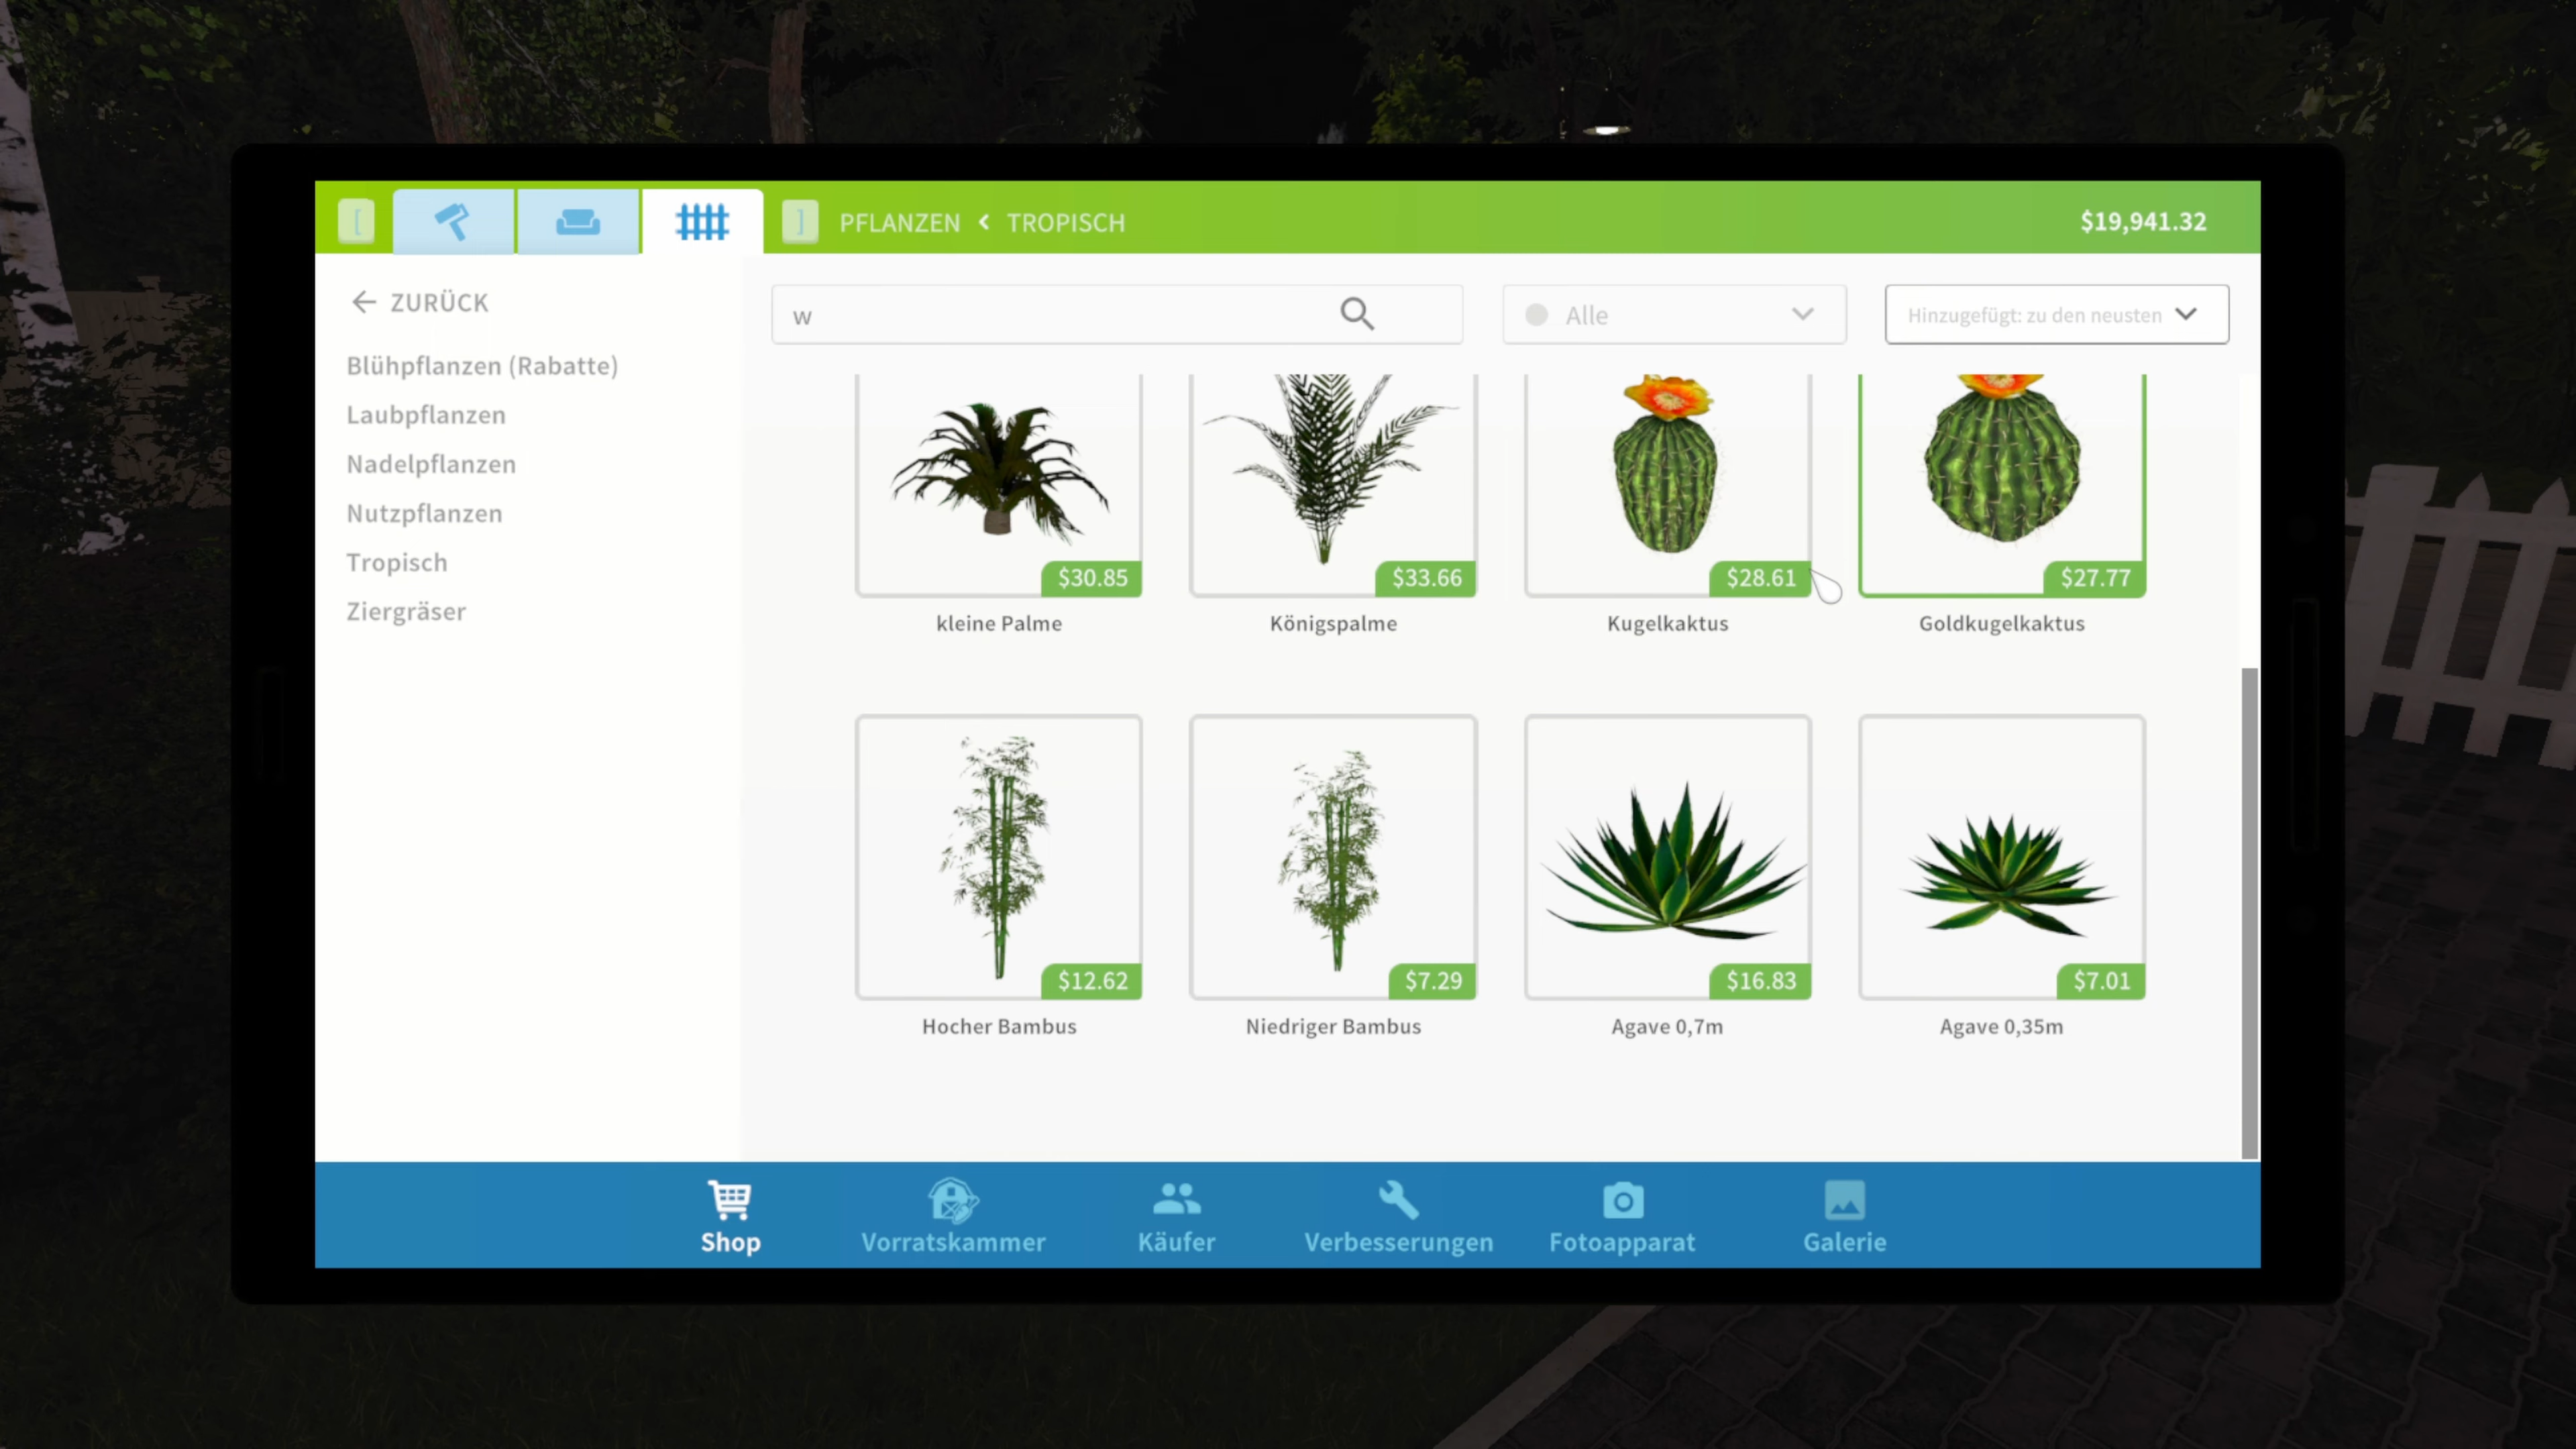 [
]
PFLANZEN < TROPISCH
$19,941.32
← ZURÜCK
w
Alle
Hinzugefügt: zu den neusten
Blühpflanzen (Rabatte)
Laubpflanzen
Nadelpflanzen
Nutzpflanzen
Tropisch
Ziergräser
$30.85
$33.66
$28.61
$27.77
kleine Palme
Königspalme
Kugelkaktus
Goldkugelkaktus
$12.62
$7.29
$16.83
$7.01
Hocher Bambus
Niedriger Bambus
Agave 0,7m
Agave 0,35m
Shop
Vorratskammer
Käufer
Verbesserungen
Fotoapparat
Galerie